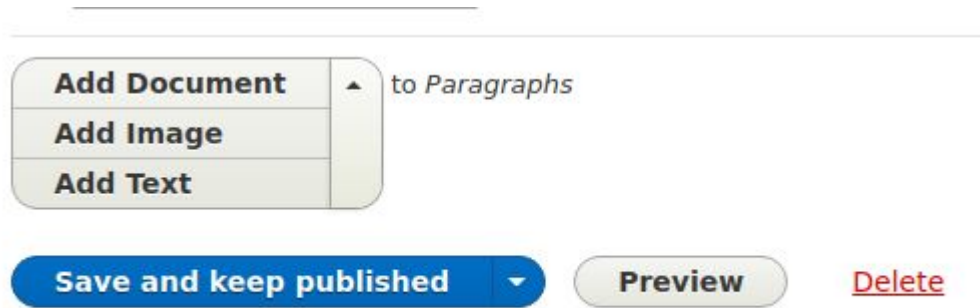 Add Document to Paragraphs
Add Image
Add Text
Save and keep published Preview Delete